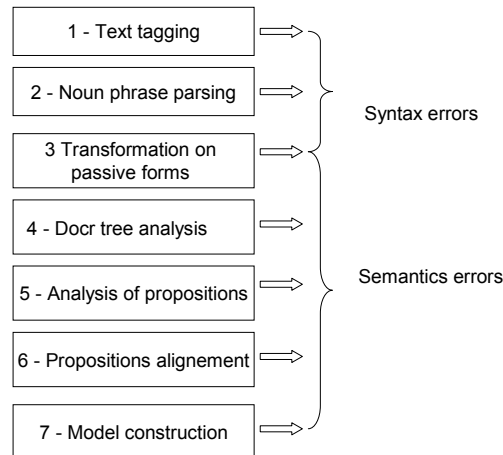 1 - Text tagging
2 - Noun phrase parsing
Syntax errors
3 Transformation on
passive forms
4 - Docr tree analysis
5 - Analysis of propositions
Semantics errors
6 - Propositions alignement
7 - Model construction